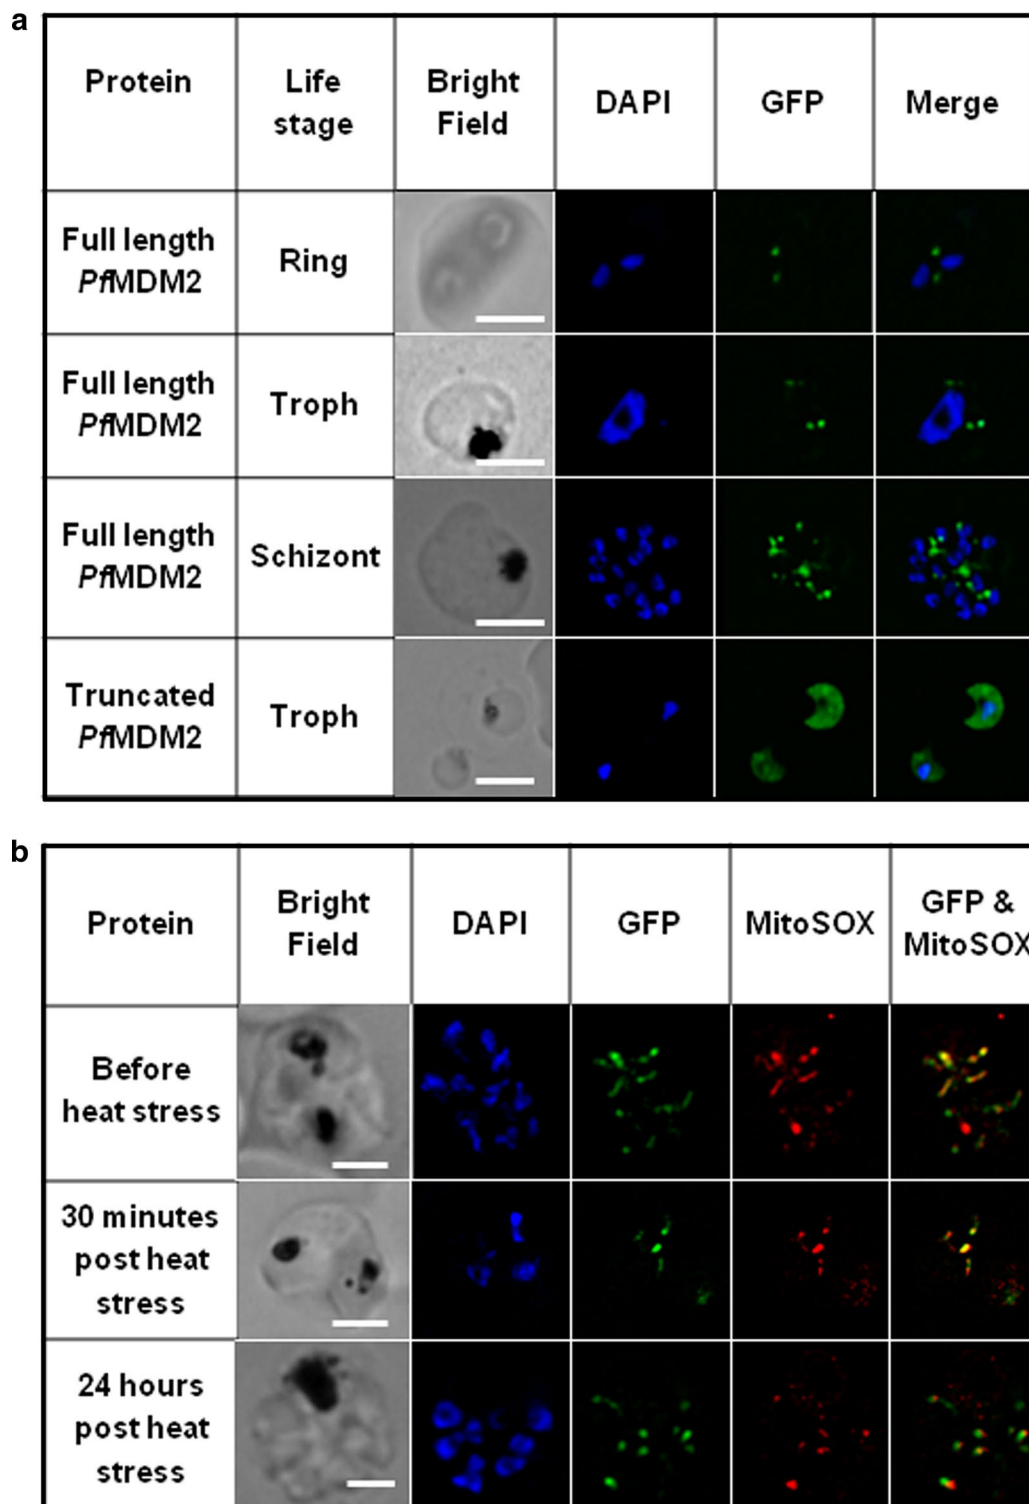 a
Protein
Life
stage
Bright
Field
DAPI
GFP
Merge
Full length
PfMDM2
Ring
Full length
PfMDM2
Troph
Full length
PfMDM2
Schizont
Truncated
PfMDM2
Troph
b
Protein
Bright
Field
DAPI
GFP
MitoSOX
GFP &
MitoSOX
Before
heat stress
30 minutes
post heat
stress
24 hours
post heat
stress